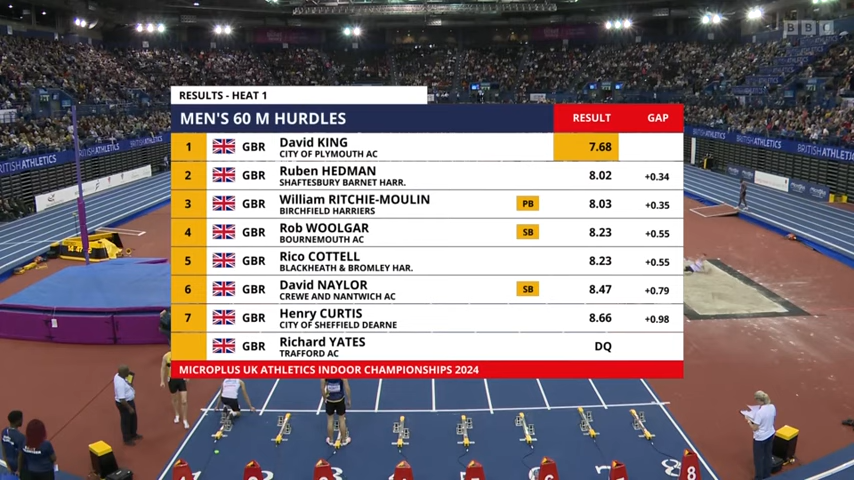 BBC
RESULTS - HEAT 1
MEN'S 60 M HURDLES RESULT GAP
1 GBR David KING 7.68
CITY OF PLYMOUTH AC
2 GBR Ruben HEDMAN 8.02 +0.34
SHAFTESBURY BARNET HARR.
3 GBR William RITCHIE-MOULIN PB 8.03 +0.35
BIRCHFIELD HARRIERS
4 GBR Rob WOOLGAR SB 8.23 +0.55
BOURNEMOUTH AC
5 GBR Rico COTTELL 8.23 +0.55
BLACKHEATH & BROMLEY HAR.
6 GBR David NAYLOR SB 8.47 +0.79
CREWE AND NANTWICH AC
7 GBR Henry CURTIS 8.66 +0.98
CITY OF SHEFFIELD DEARNE
GBR Richard YATES DQ
TRAFFORD AC
MICROPLUS UK ATHLETICS INDOOR CHAMPIONSHIPS 2024
BRITISH ATHLETICS
BRITISH ATHLETICS
8